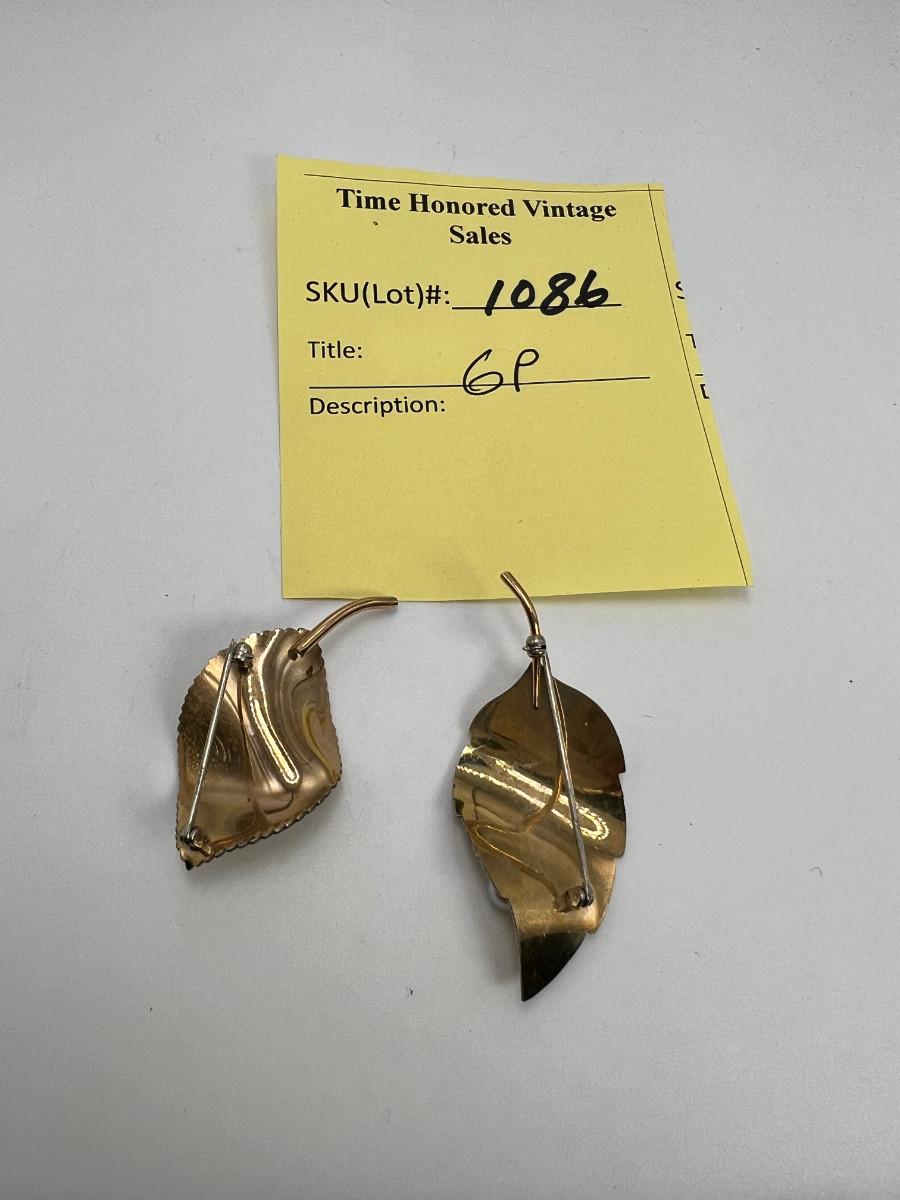 Time Honored Vintage
Sales
SKU(Lot)#: 1086
Title:
GP
Description: